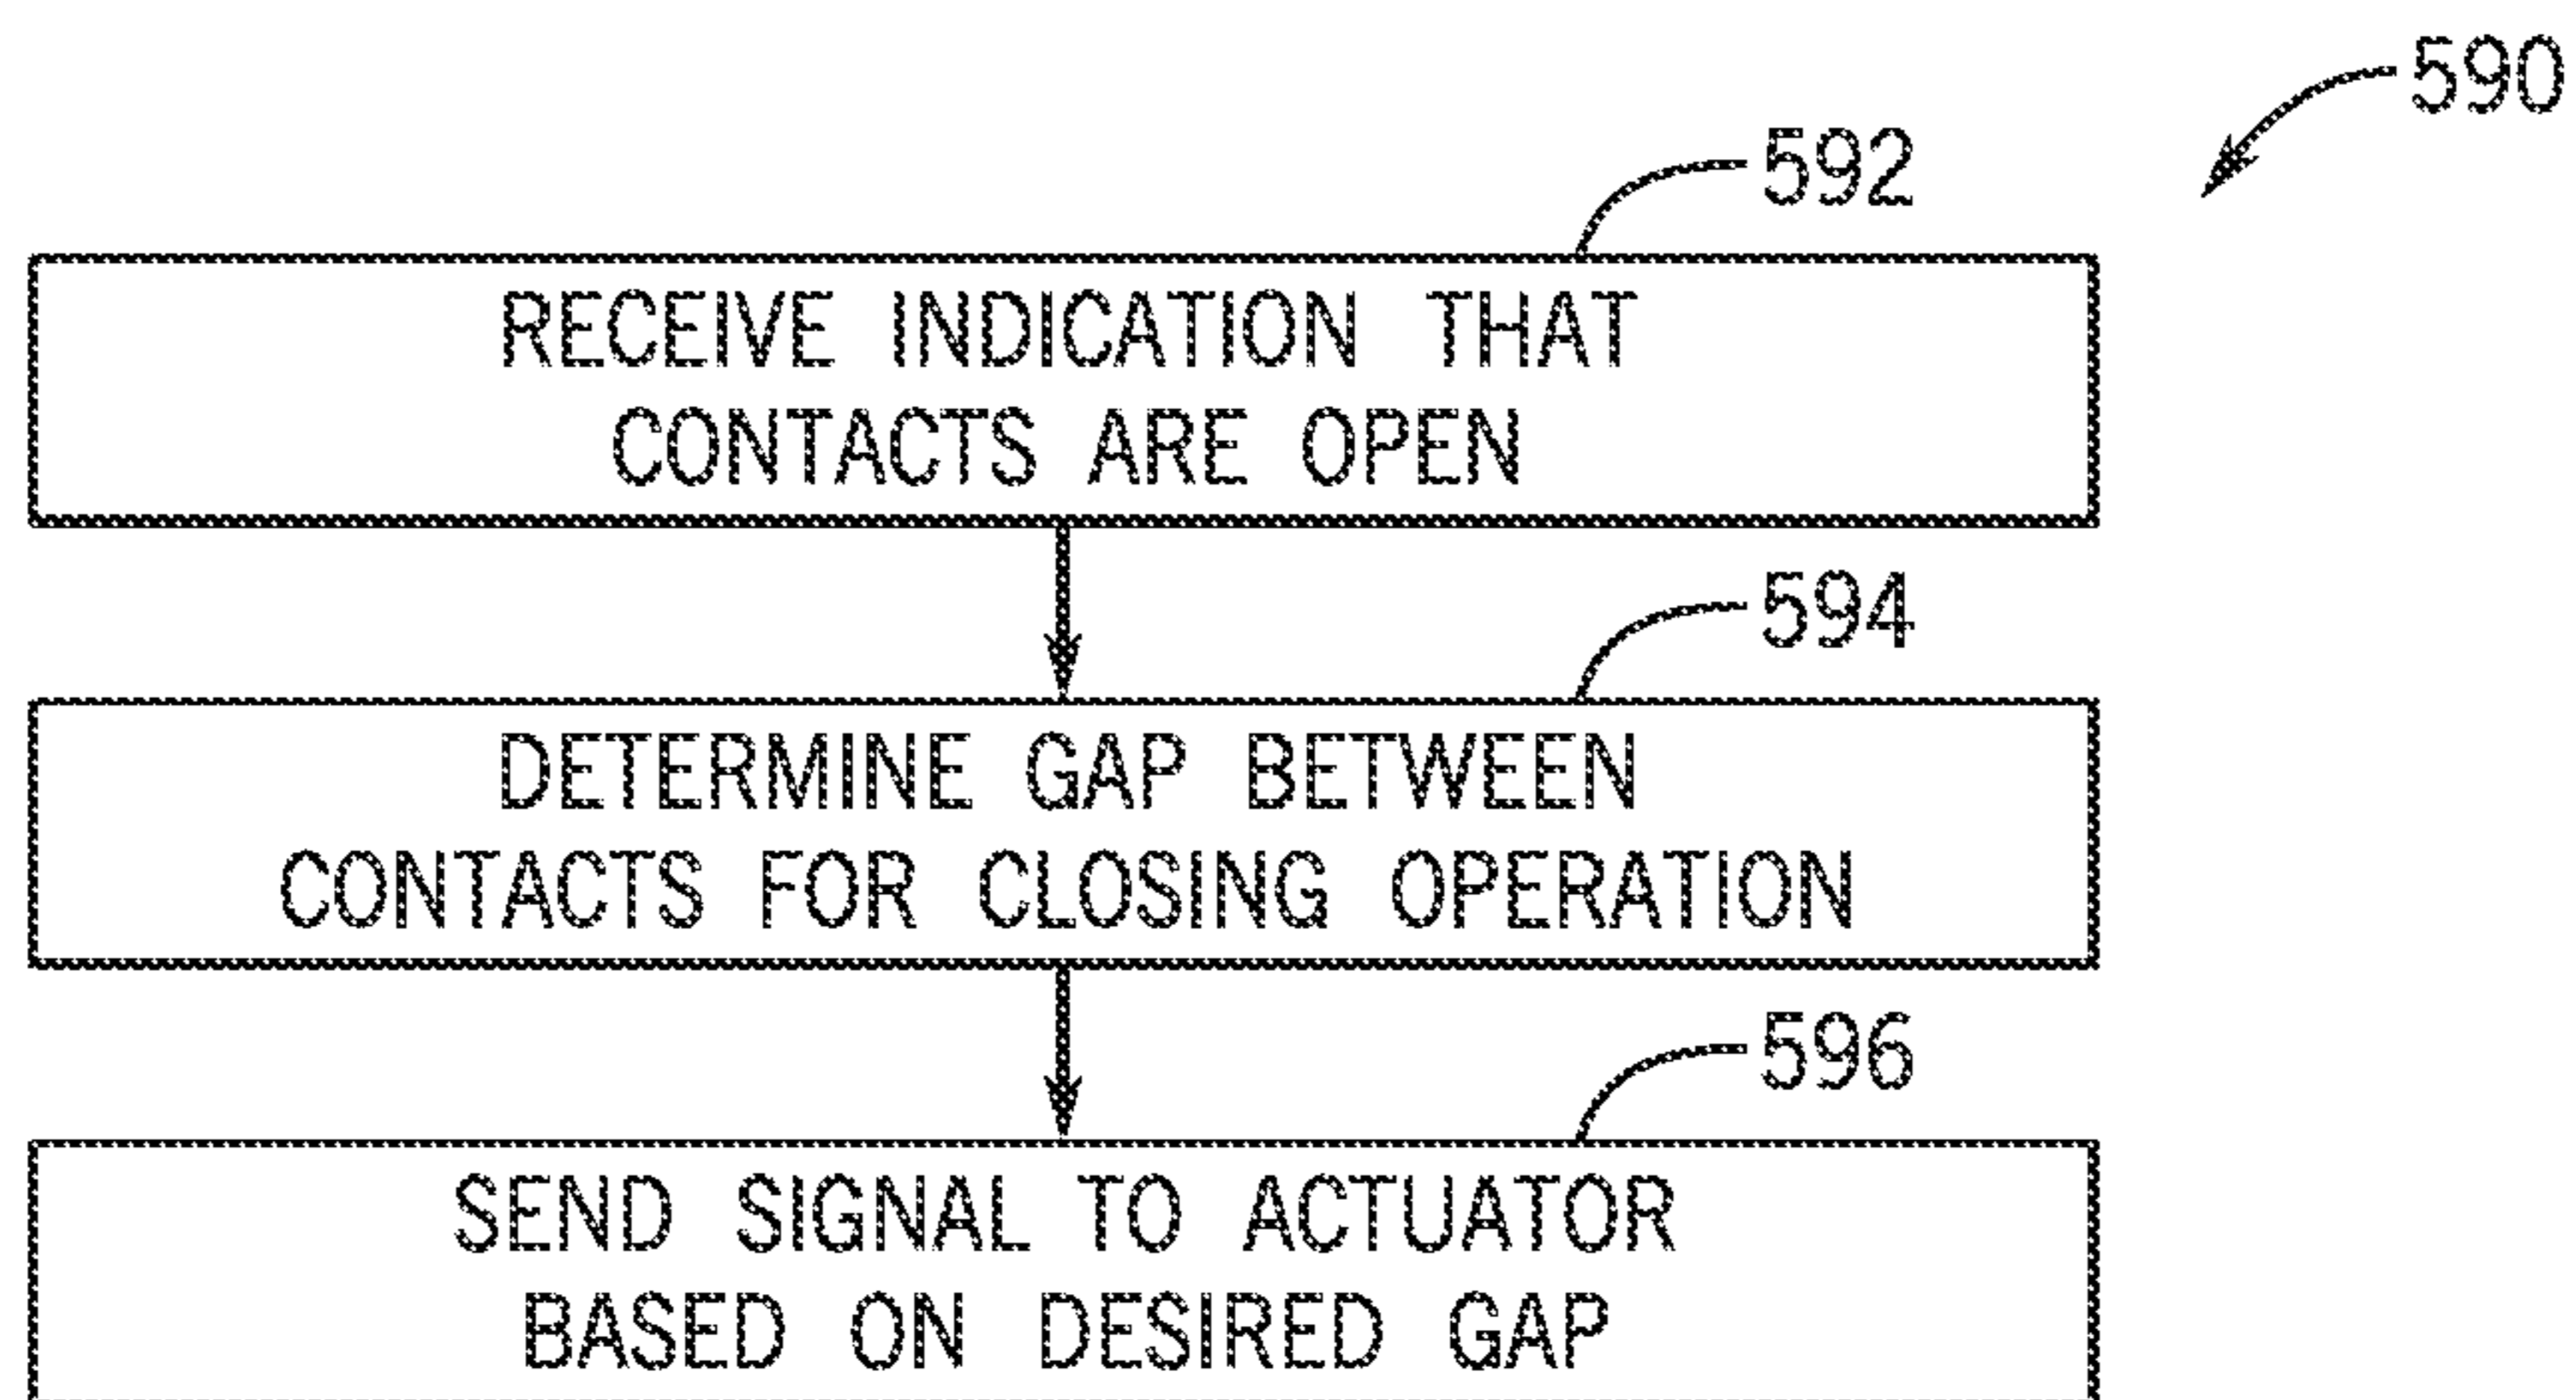 590
592
RECEIVE INDICATION THAT
CONTACTS ARE OPEN
594
DETERMINE GAP BETWEEN
CONTACTS FOR CLOSING OPERATION
596
SEND SIGNAL TO ACTUATOR
BASED ON DESIRED GAP